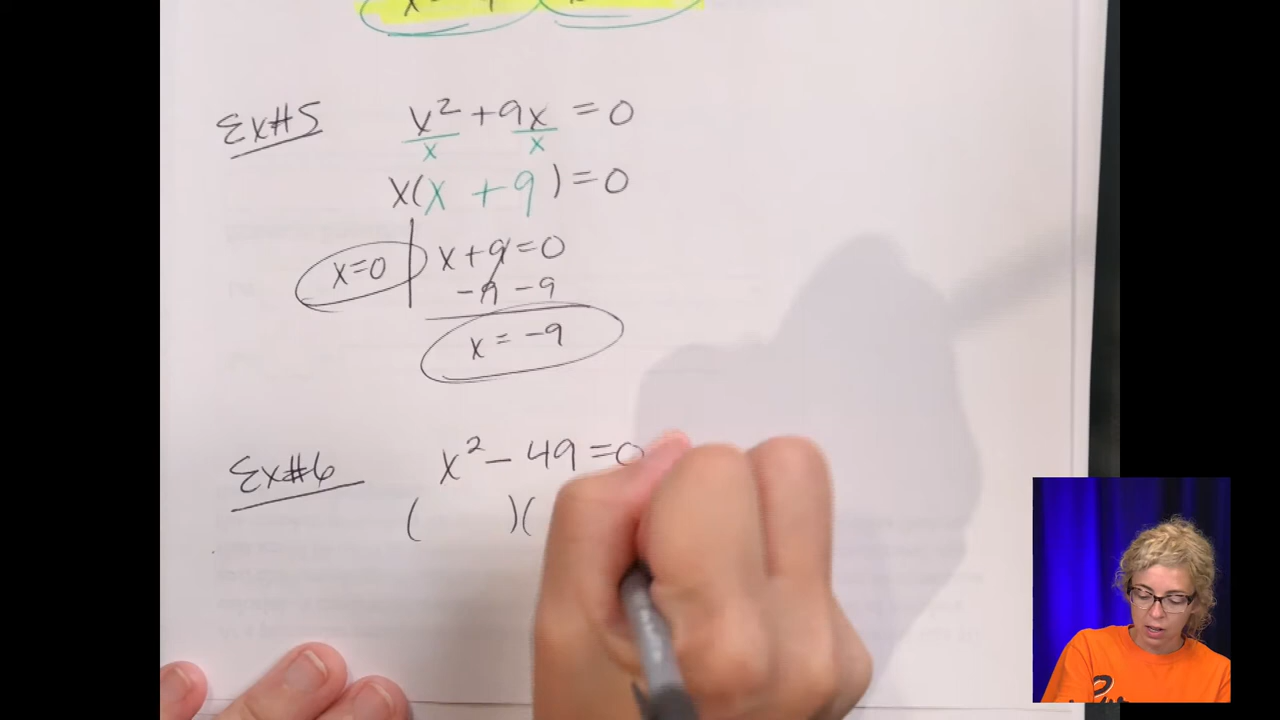 Ex#5 x² + 9x = 0
x x
x(x + 9) = 0
x=0 x+9=0
-9 -9
x = -9
Ex#6 x² - 49 = 0
( )(